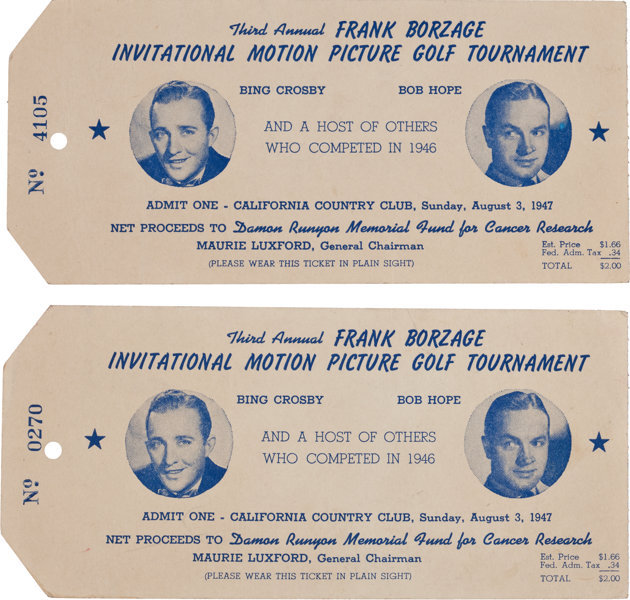 Third Annual FRANK BORZAGE
INVITATIONAL MOTION PICTURE GOLF TOURNAMENT
BING CROSBY BOB HOPE
AND A HOST OF OTHERS
WHO COMPETED IN 1946
Nº 4105
ADMIT ONE - CALIFORNIA COUNTRY CLUB, Sunday, August 3, 1947
NET PROCEEDS TO Damon Runyon Memorial Fund for Cancer Research
MAURIE LUXFORD, General Chairman
(PLEASE WEAR THIS TICKET IN PLAIN SIGHT)
Est. Price $1.66
Fed. Adm. Tax .34
TOTAL $2.00
Third Annual FRANK BORZAGE
INVITATIONAL MOTION PICTURE GOLF TOURNAMENT
BING CROSBY BOB HOPE
AND A HOST OF OTHERS
WHO COMPETED IN 1946
Nº 0270
ADMIT ONE - CALIFORNIA COUNTRY CLUB, Sunday, August 3, 1947
NET PROCEEDS TO Damon Runyon Memorial Fund for Cancer Research
MAURIE LUXFORD, General Chairman
(PLEASE WEAR THIS TICKET IN PLAIN SIGHT)
Est. Price $1.66
Fed. Adm. Tax .34
TOTAL $2.00